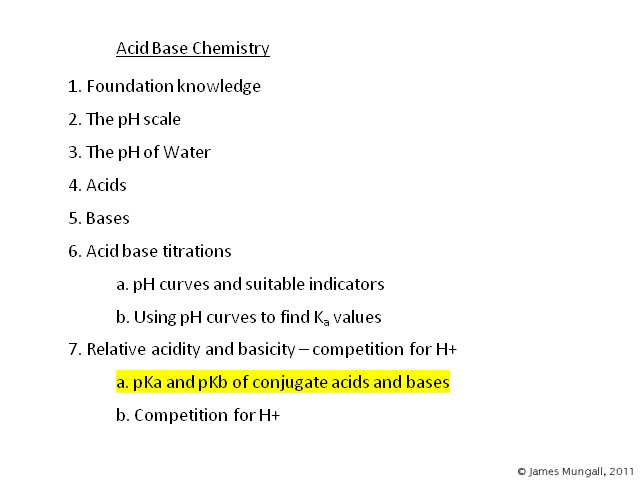 Acid Base Chemistry
1. Foundation knowledge
2. The pH scale
3. The pH of Water
4. Acids
5. Bases
6. Acid base titrations
a. pH curves and suitable indicators
b. Using pH curves to find Ka values
7. Relative acidity and basicity – competition for H+
a. pKa and pKb of conjugate acids and bases
b. Competition for H+
© James Mungall, 2011